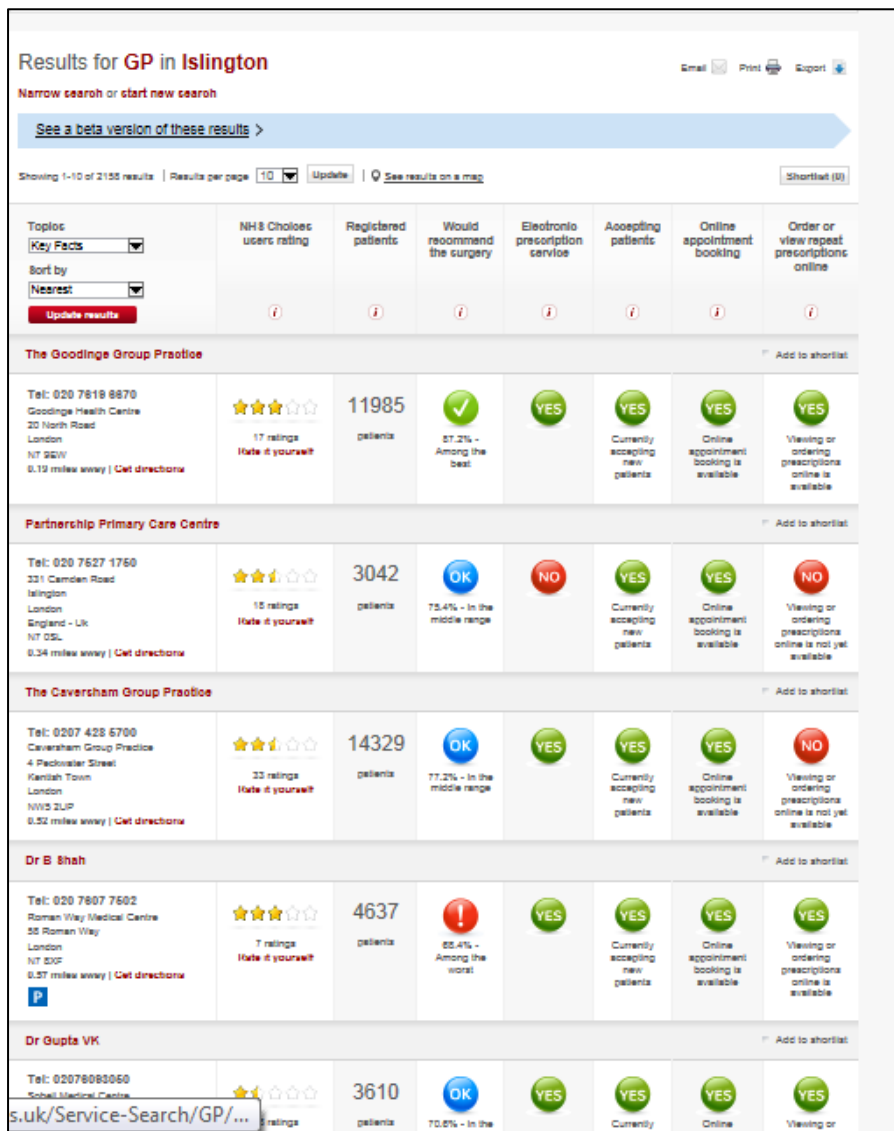 Results for GP in Islington
Email Print Export
Narrow search or start new search
See a beta version of these results >
Showing 1-10 of 2158 results | Results per page 10 Update | See results on a map Shortlist (0)
Topics
Key Facts
Sort by
Nearest
Update results
NHS Choices users rating
Registered patients
Would recommend the surgery
Electronic prescription service
Accepting patients
Online appointment booking
Order or view repeat prescriptions online
i i i i i i i
The Goodinge Group Practice Add to shortlist
Tel: 020 7619 6670
Goodinge Health Centre
20 North Road
London
N7 9EW
0.19 miles away | Get directions
17 ratings
Rate it yourself
11985
patients
87.2% -
Among the
best
YES
YES
Currently
accepting
new
patients
YES
Online
appointment
booking is
available
YES
Viewing or
ordering
prescriptions
online is
available
Partnership Primary Care Centre Add to shortlist
Tel: 020 7527 1750
331 Camden Road
Islington
London
England - Uk
N7 0SL
0.34 miles away | Get directions
15 ratings
Rate it yourself
3042
patients
OK
75.4% - In the
middle range
NO
YES
Currently
accepting
new
patients
YES
Online
appointment
booking is
available
NO
Viewing or
ordering
prescriptions
online is not yet
available
The Caversham Group Practice Add to shortlist
Tel: 0207 428 5700
Caversham Group Practice
4 Peckwater Street
Kentish Town
London
NW5 2UP
0.52 miles away | Get directions
33 ratings
Rate it yourself
14329
patients
OK
77.2% - In the
middle range
YES
YES
Currently
accepting
new
patients
YES
Online
appointment
booking is
available
NO
Viewing or
ordering
prescriptions
online is not yet
available
Dr B Shah Add to shortlist
Tel: 020 7607 7502
Roman Way Medical Centre
58 Roman Way
London
N7 8XF
0.57 miles away | Get directions
P
7 ratings
Rate it yourself
4637
patients
!
68.4% -
Among the
worst
YES
YES
Currently
accepting
new
patients
YES
Online
appointment
booking is
available
YES
Viewing or
ordering
prescriptions
online is
available
Dr Gupta VK Add to shortlist
Tel: 02076093050
Sobell Medical Centre
s.uk/Service-Search/GP/...
ratings
3610
patients
OK
70.6% - In the
YES
YES
Currently
YES
Online
YES
Viewing or